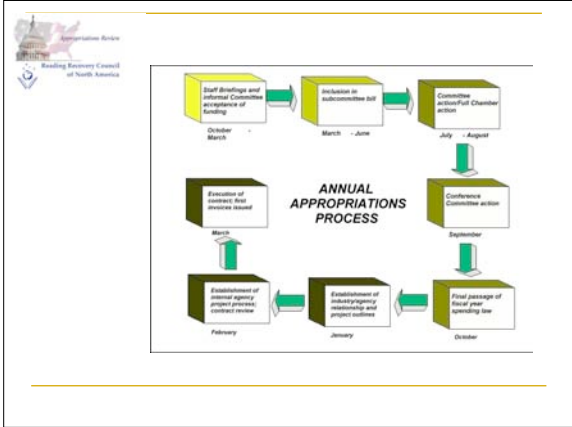 Appropriations Review
Reading Recovery Council
of North America
Staff Briefings and
informal Committee
acceptance of
funding
October -
March
Inclusion in
subcommittee bill
March - June
Committee
action/Full Chamber
action
July - August
Conference
Committee action
September
Final passage of
fiscal year
spending law
October
Establishment of
industry/agency
relationship and
project outlines
January
Establishment of
internal agency
project process;
contract review
February
Execution of
contract; first
invoices issued
March
ANNUAL
APPROPRIATIONS
PROCESS